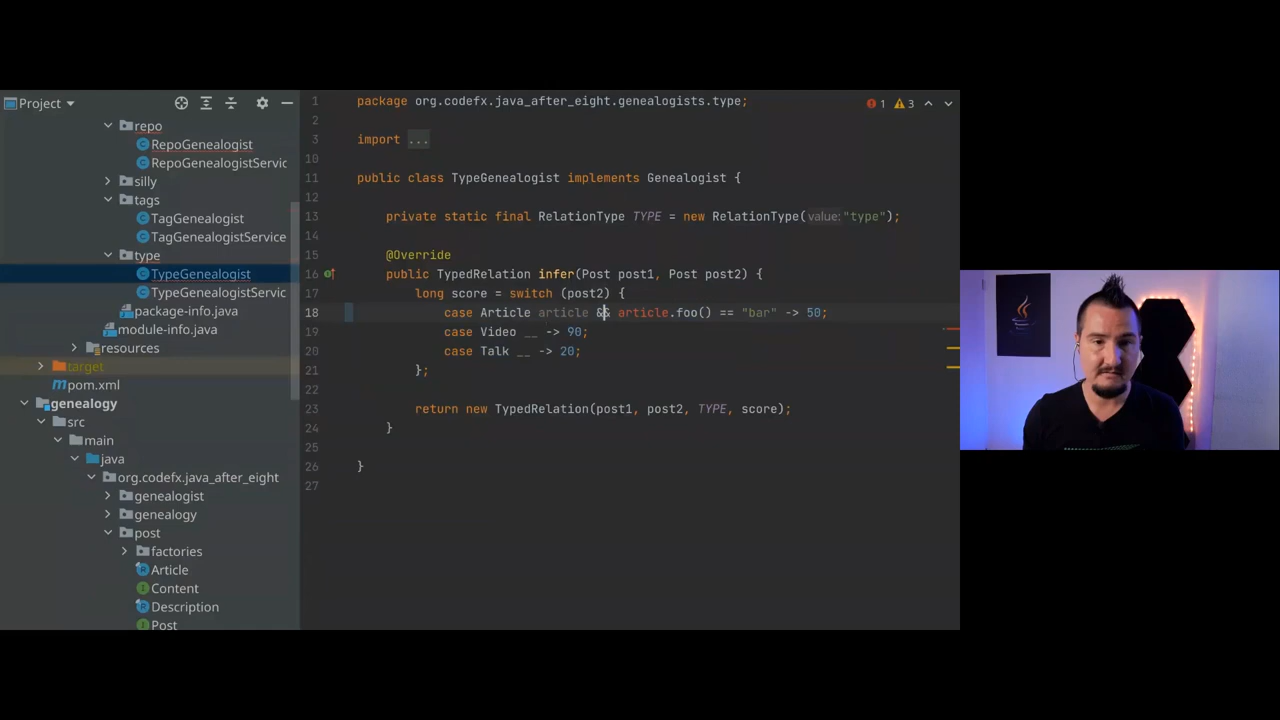 Project
repo
RepoGenealogist
RepoGenealogistServic
silly
tags
TagGenealogist
TagGenealogistService
type
TypeGenealogist
TypeGenealogistServic
package-info.java
module-info.java
resources
target
pom.xml
genealogy
src
main
java
org.codefx.java_after_eight
genealogist
genealogy
post
factories
Article
Content
Description
Post
1 package org.codefx.java_after_eight.genealogists.type;
2
3 import ...
10
11 public class TypeGenealogist implements Genealogist {
12
13 private static final RelationType TYPE = new RelationType( value: "type");
14
15 @Override
16 public TypedRelation infer(Post post1, Post post2) {
17 long score = switch (post2) {
18 case Article article && article.foo() == "bar" -> 50;
19 case Video __ -> 90;
20 case Talk __ -> 20;
21 };
22
23 return new TypedRelation(post1, post2, TYPE, score);
24 }
25
26 }
27
1 3